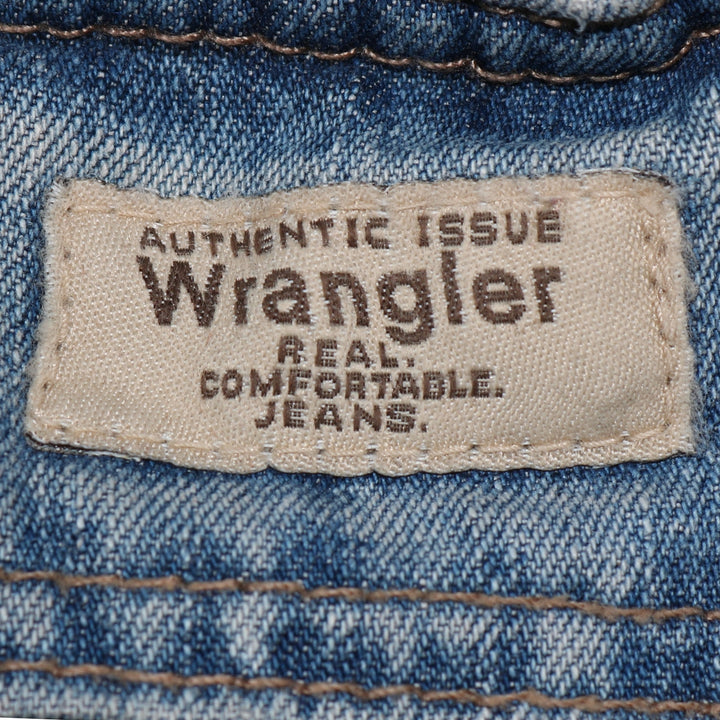 AUTHENTIC ISSUE
Wrangler
REAL.
COMFORTABLE.
JEANS.